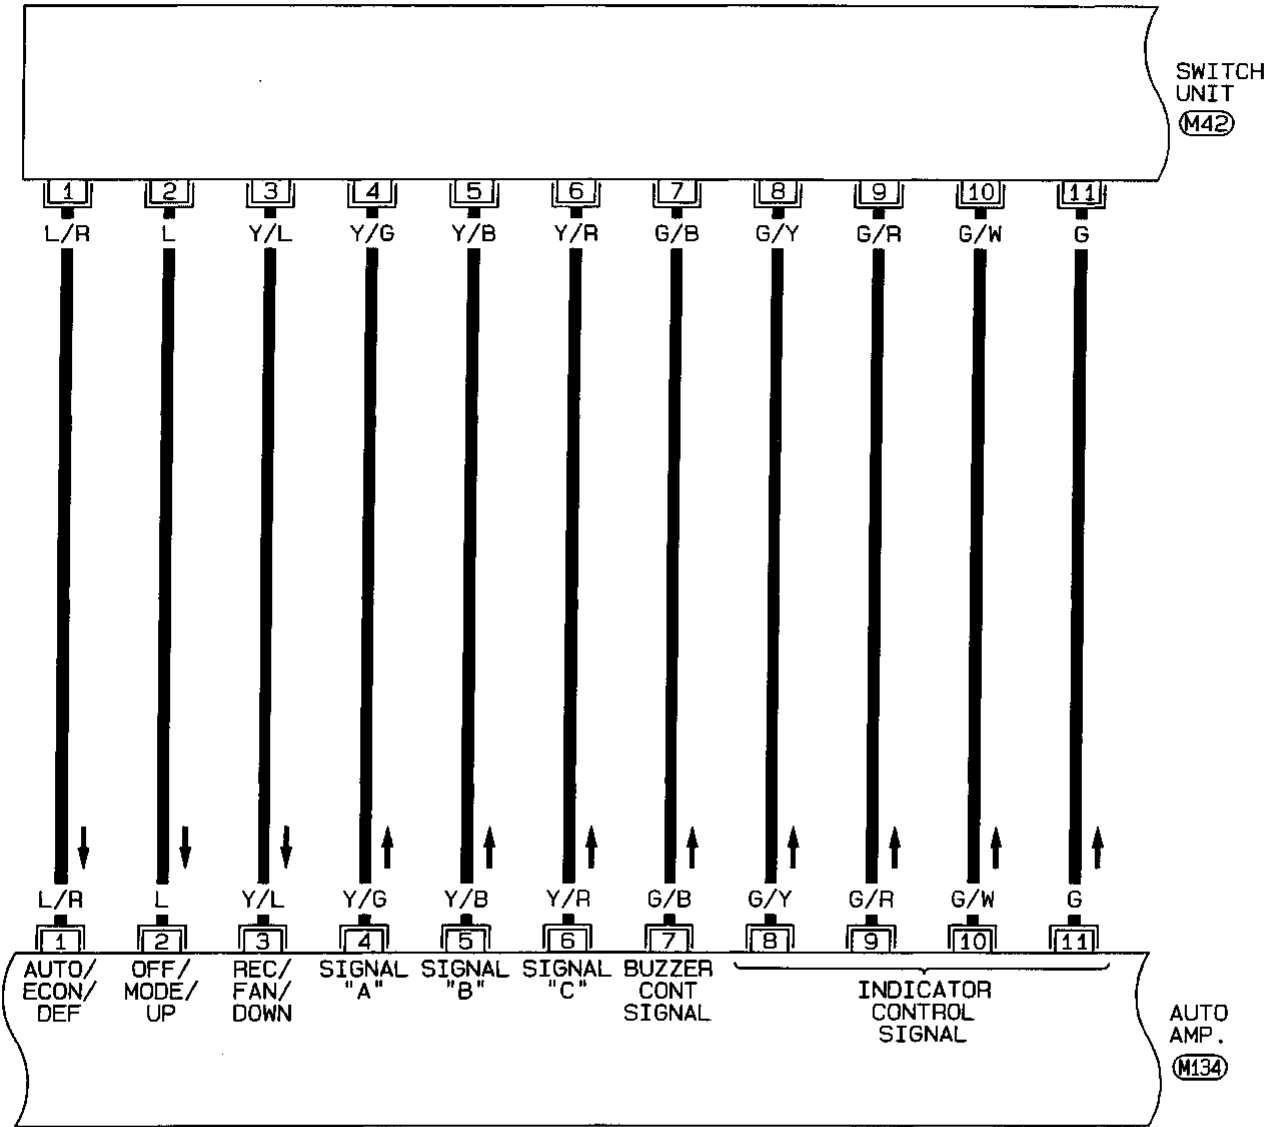 SWITCH
UNIT
M42
1 2 3 4 5 6 7 8 9 10 11
L/R L Y/L Y/G Y/B Y/R G/B G/Y G/R G/W G
L/R L Y/L Y/G Y/B Y/R G/B G/Y G/R G/W G
1 2 3 4 5 6 7 8 9 10 11
AUTO/
ECON/
DEF
OFF/
MODE/
UP
REC/
FAN/
DOWN
SIGNAL
"A"
SIGNAL
"B"
SIGNAL
"C"
BUZZER
CONT
SIGNAL
INDICATOR
CONTROL
SIGNAL
AUTO
AMP.
M134